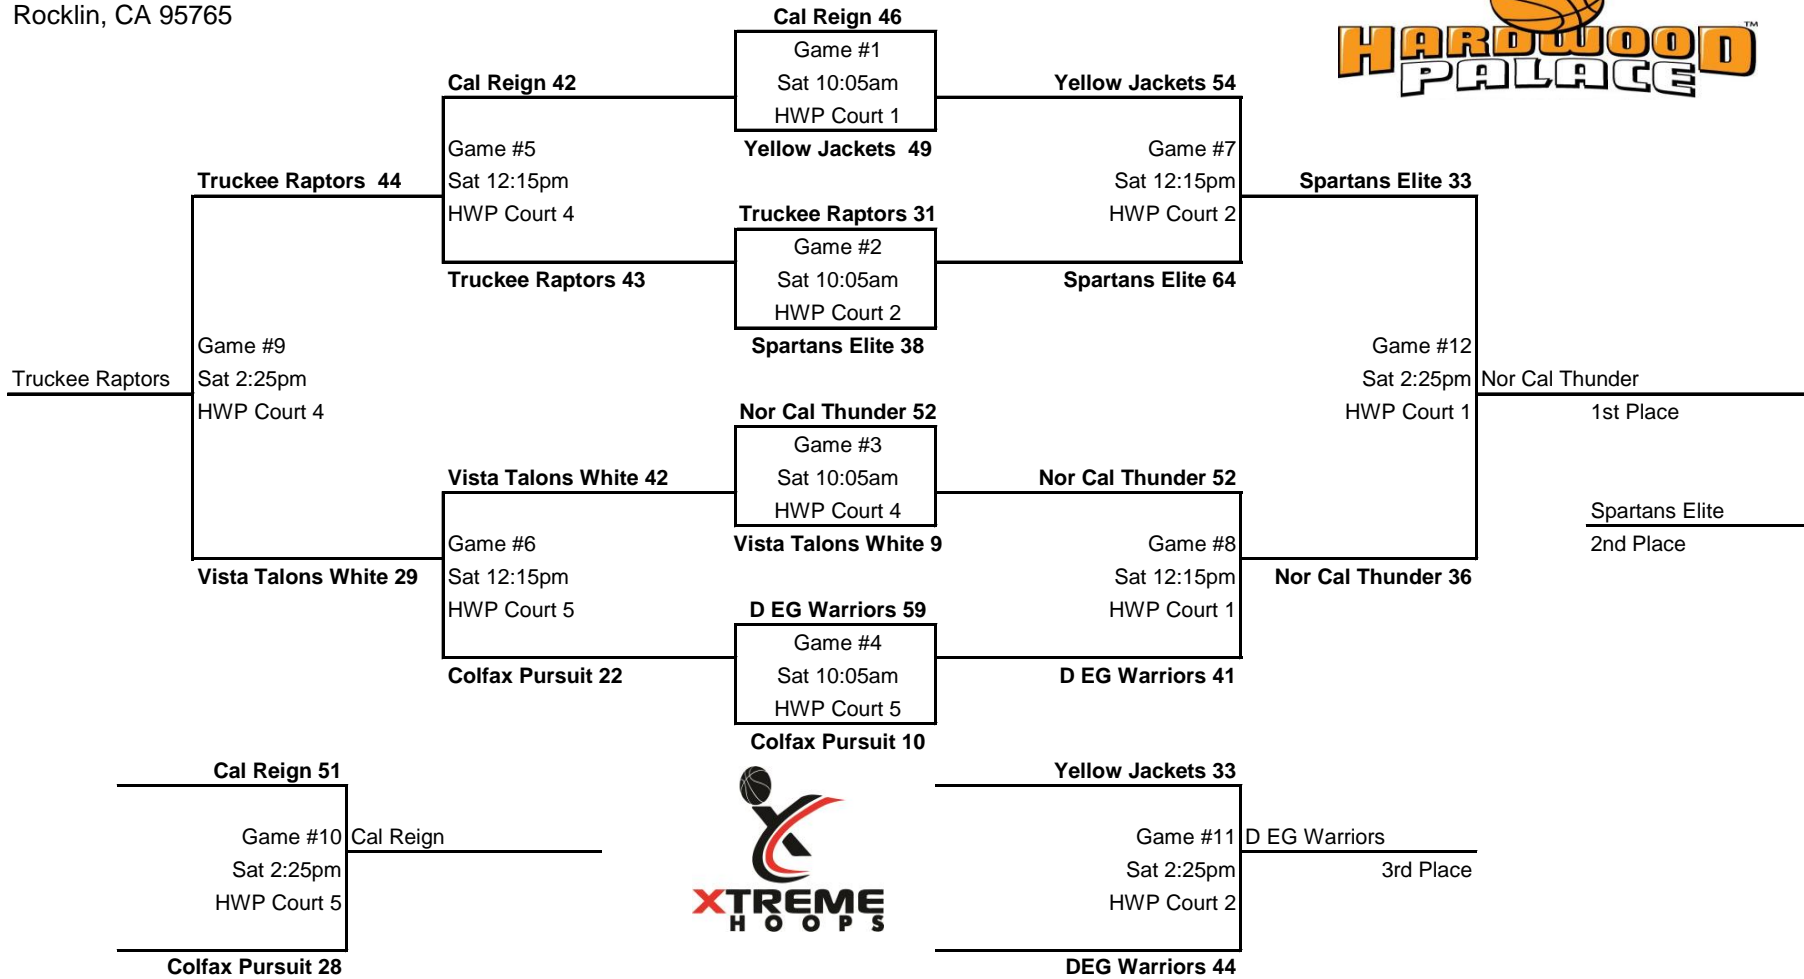 Rocklin, CA 95765
HARDWOOD
PALACE
TM
Cal Reign 46
Game #1
Sat 10:05am
HWP Court 1
Yellow Jackets 49
Cal Reign 42
Game #5
Sat 12:15pm
HWP Court 4
Truckee Raptors 43
Yellow Jackets 54
Game #7
Sat 12:15pm
HWP Court 2
Spartans Elite 64
Truckee Raptors 31
Game #2
Sat 10:05am
HWP Court 2
Spartans Elite 38
Truckee Raptors 44
Game #9
Sat 2:25pm
HWP Court 4
Vista Talons White 29
Truckee Raptors
Spartans Elite 33
Game #12
Sat 2:25pm
HWP Court 1
Nor Cal Thunder 36
Nor Cal Thunder
1st Place
Spartans Elite
2nd Place
Nor Cal Thunder 52
Game #3
Sat 10:05am
HWP Court 4
Vista Talons White 9
Vista Talons White 42
Game #6
Sat 12:15pm
HWP Court 5
Colfax Pursuit 22
Nor Cal Thunder 52
Game #8
Sat 12:15pm
HWP Court 1
D EG Warriors 41
D EG Warriors 59
Game #4
Sat 10:05am
HWP Court 5
Colfax Pursuit 10
Cal Reign 51
Game #10
Sat 2:25pm
HWP Court 5
Colfax Pursuit 28
Cal Reign
XTREME
HOOPS
Yellow Jackets 33
Game #11
Sat 2:25pm
HWP Court 2
DEG Warriors 44
D EG Warriors
3rd Place